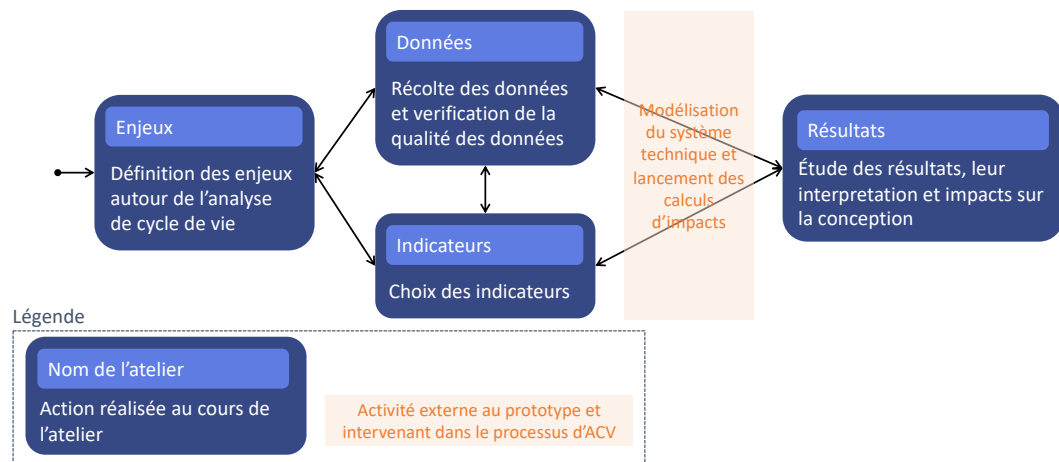 Enjeux
Définition des enjeux
autour de l'analyse
de cycle de vie
Données
Récolte des données
et verification de la
qualité des données
Indicateurs
Choix des indicateurs
Modélisation
du système
technique et
lancement des
calculs
d'impacts
Résultats
Étude des résultats, leur
interpretation et impacts sur
la conception
Légende
Nom de l'atelier
Action réalisée au cours de
l'atelier
Activité externe au prototype et
intervenant dans le processus d'ACV